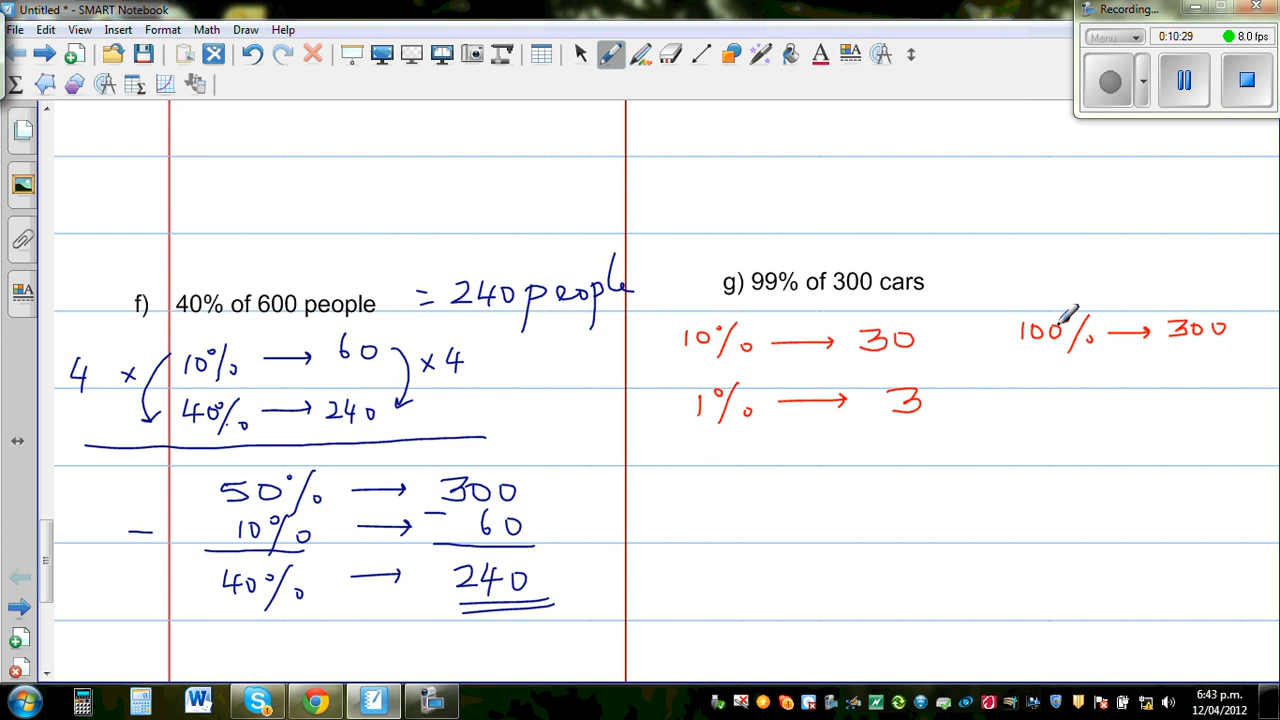 Untitled * - SMART Notebook
File Edit View Insert Format Math Draw Help
Recording...
Menu
0:10:29
8.0 fps
f) 40% of 600 people = 240 people
10% → 60
4 × × 4
40% → 240
50% → 300
− 10% → − 60
40% → 240
g) 99% of 300 cars
10% → 30 100% → 300
1% → 3
6:43 p.m.
12/04/2012